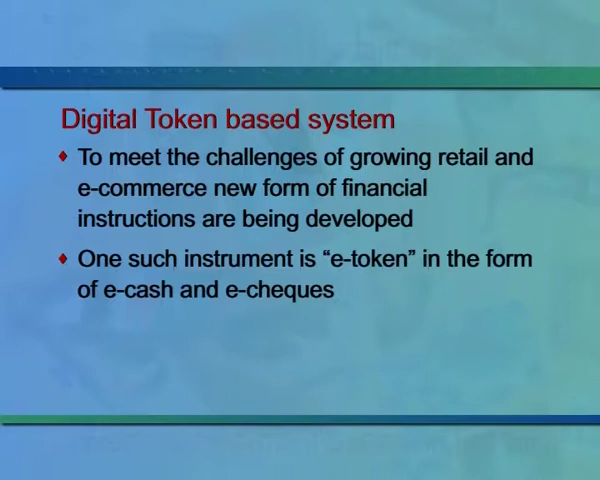 Digital Token based system
♦ To meet the challenges of growing retail and
e-commerce new form of financial
instructions are being developed
♦ One such instrument is “e-token” in the form
of e-cash and e-cheques